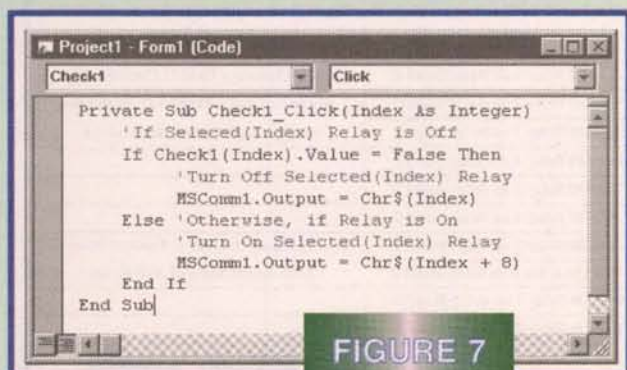 Project1 - Form1 (Code)
Check1 Click
Private Sub Check1_Click(Index As Integer)
'If Seleced(Index) Relay is Off
If Check1(Index).Value = False Then
'Turn Off Selected(Index) Relay
MSComm1.Output = Chr$(Index)
Else 'Otherwise, if Relay is On
'Turn On Selected(Index) Relay
MSComm1.Output = Chr$(Index + 8)
End If
End Sub
FIGURE 7